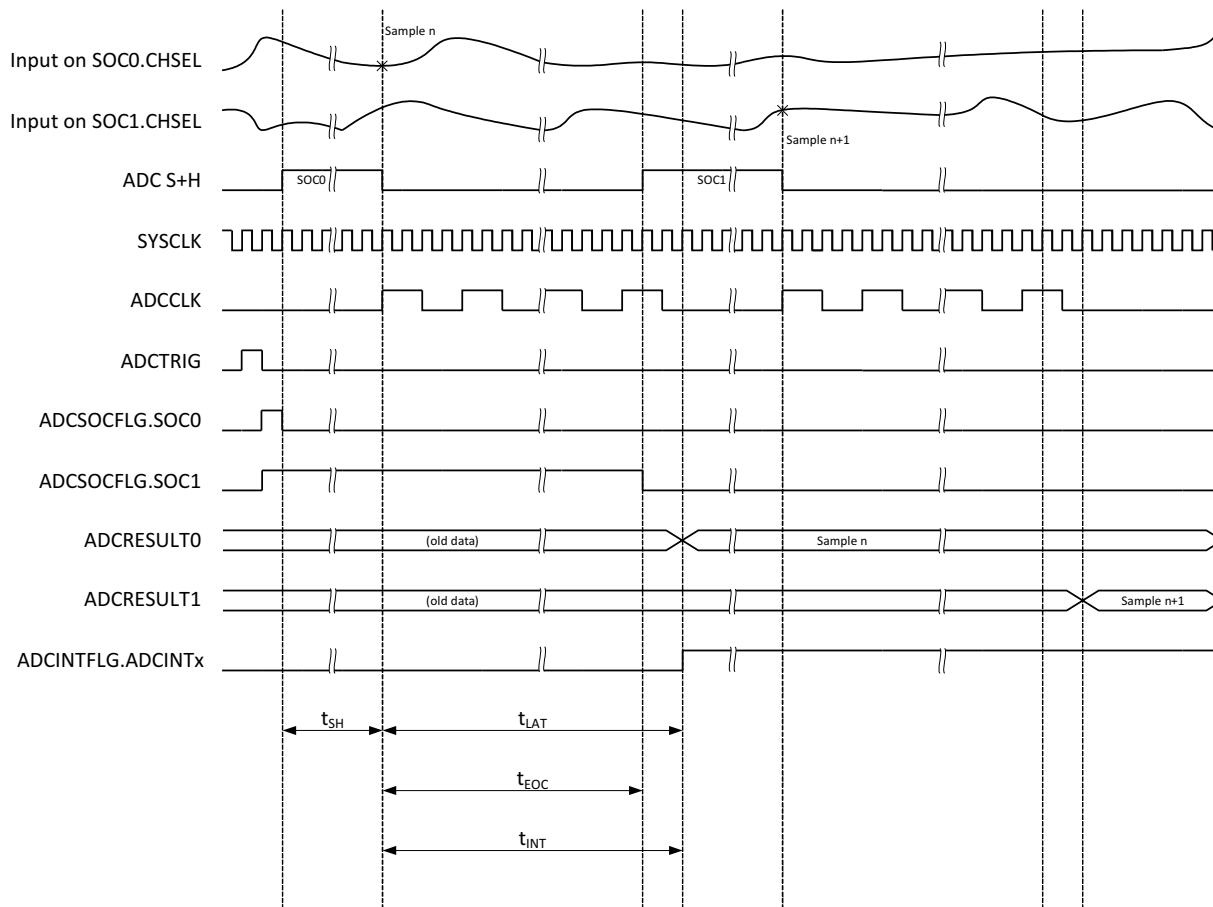 Sample n
Input on SOC0.CHSEL
Input on SOC1.CHSEL
Sample n+1
ADC S+H
SOC0
SOC1
SYSCLK
ADCCLK
ADCTRIG
ADCSOCFLG.SOC0
ADCSOCFLG.SOC1
ADCRESULT0
(old data)
Sample n
ADCRESULT1
(old data)
Sample n+1
ADCINTFLG.ADCINTx
tSH
tLAT
tEOC
tINT